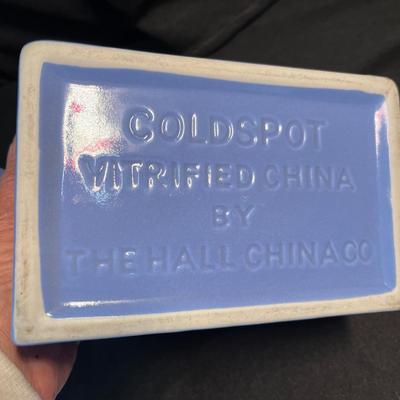 COLDSPOT
VITRIFIED CHINA
BY
THE HALL CHINA CO